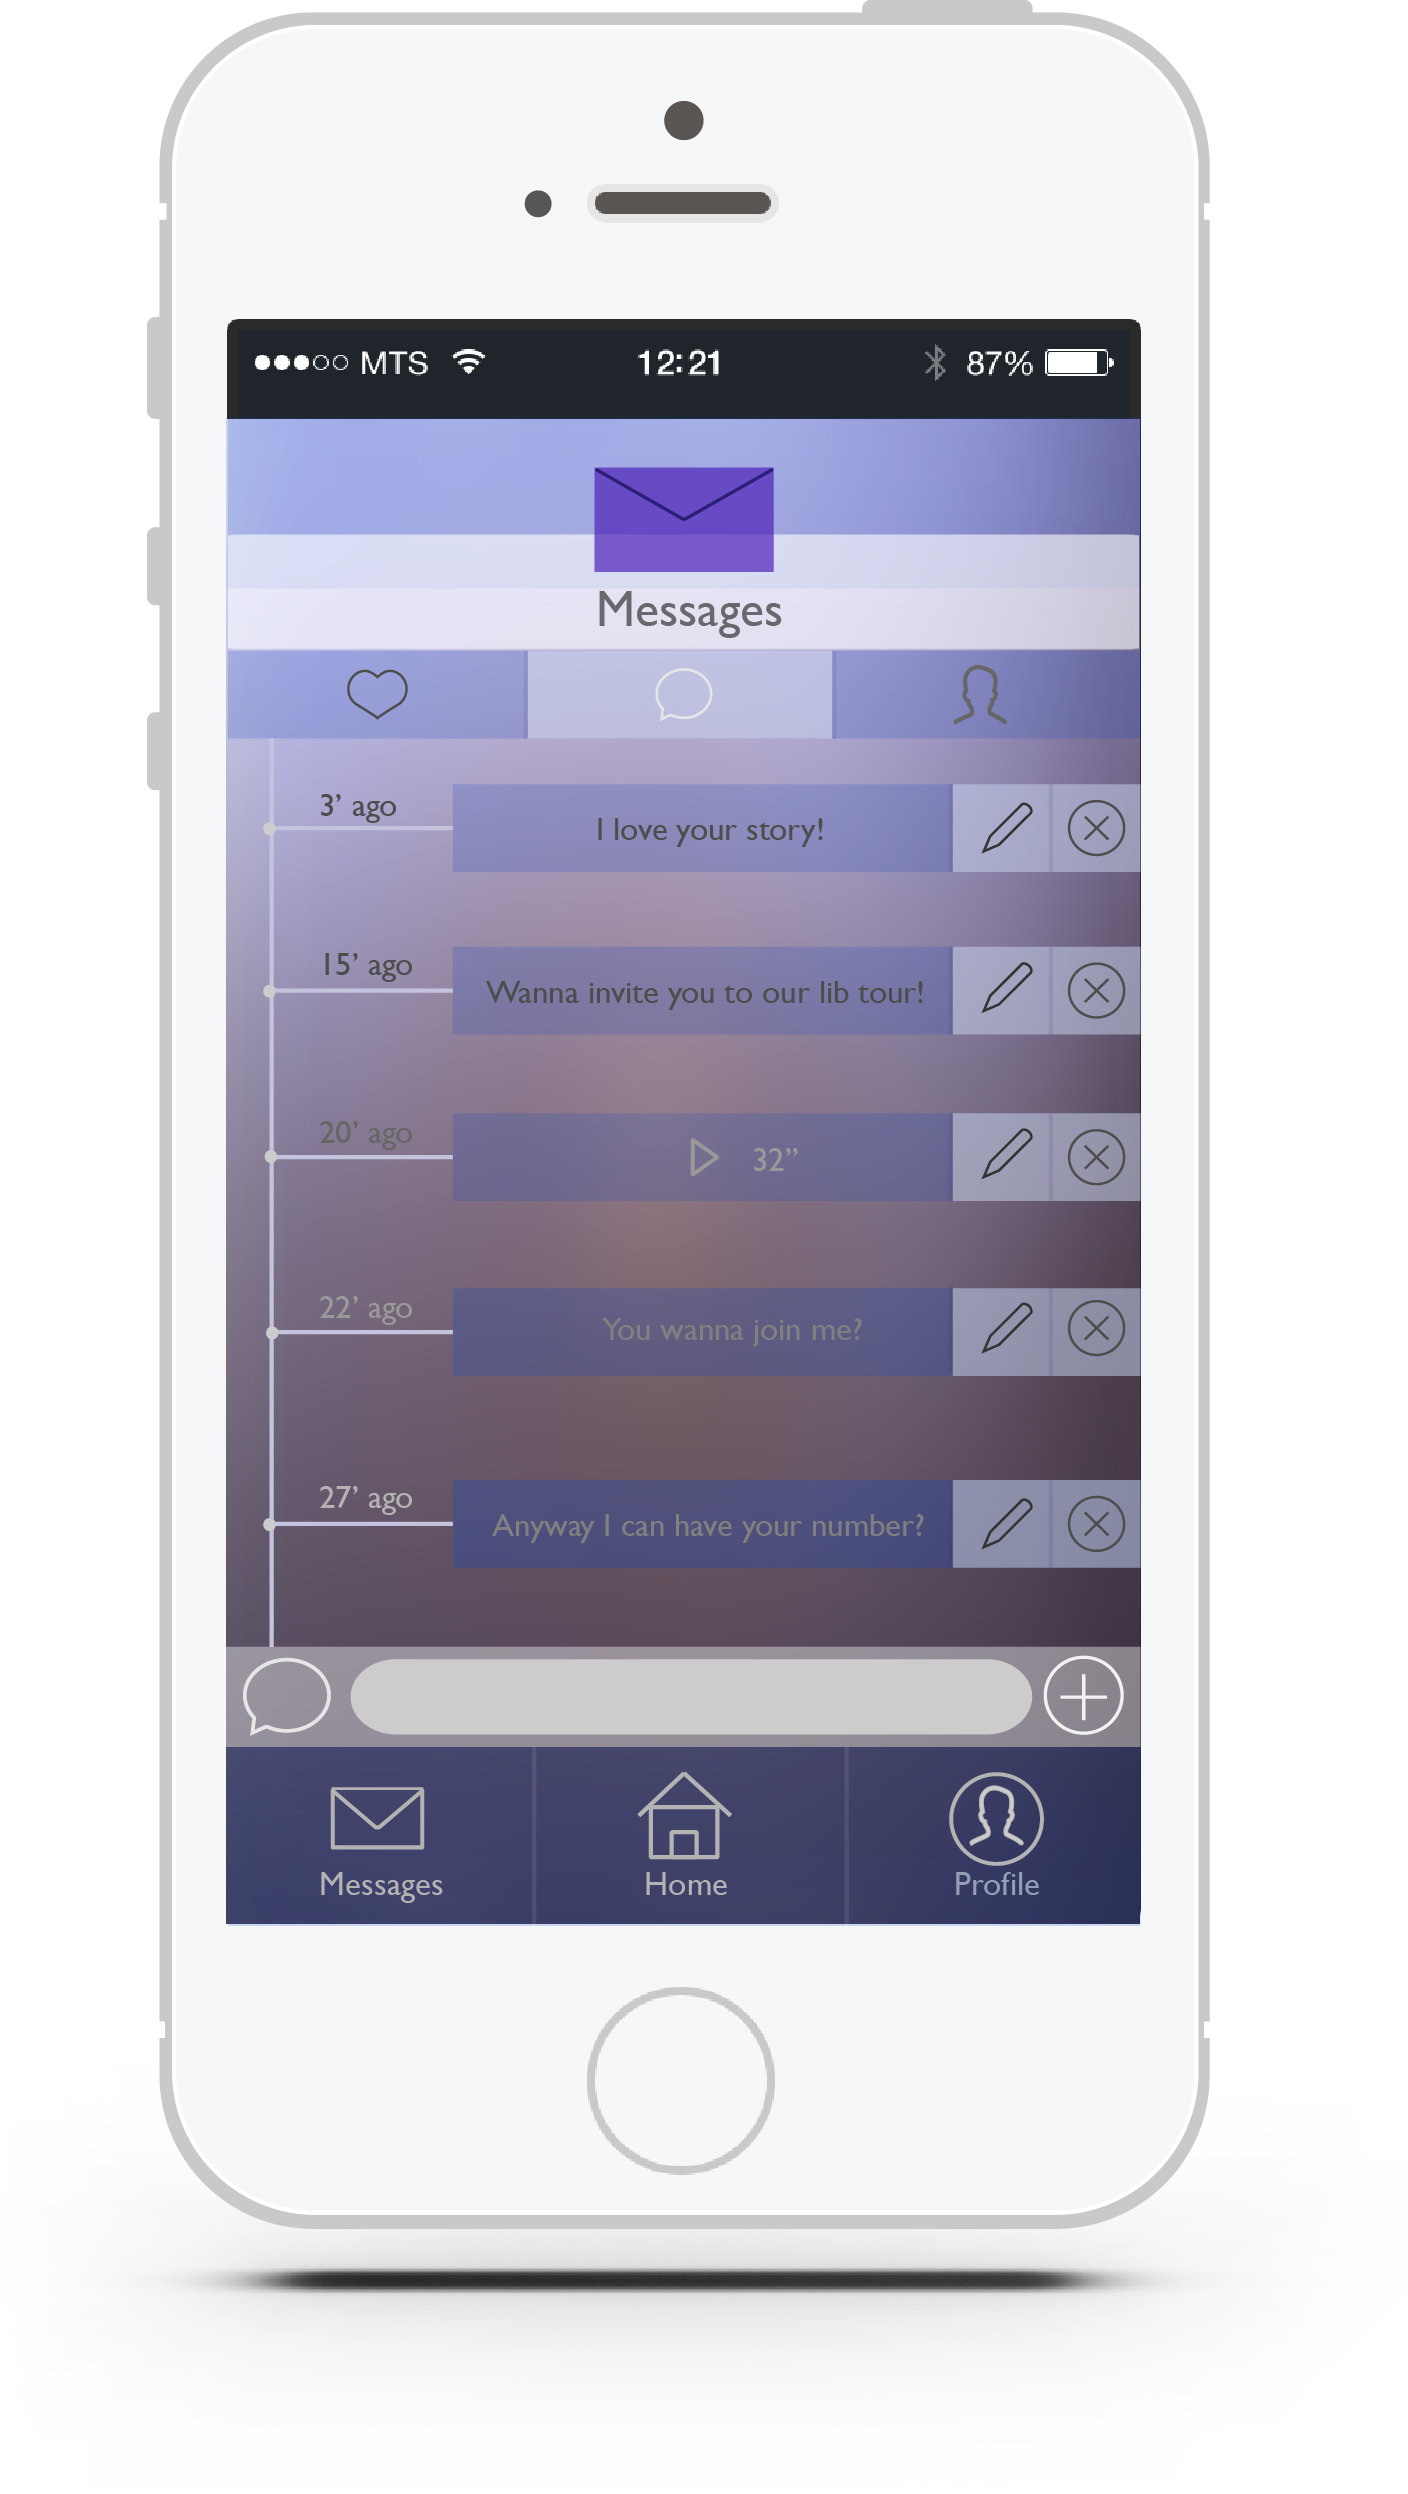 MTS 12:21 87%
Messages
3’ ago
I love your story!
15’ ago
Wanna invite you to our lib tour!
20’ ago
32”
22’ ago
You wanna join me?
27’ ago
Anyway I can have your number?
Messages Home Profile